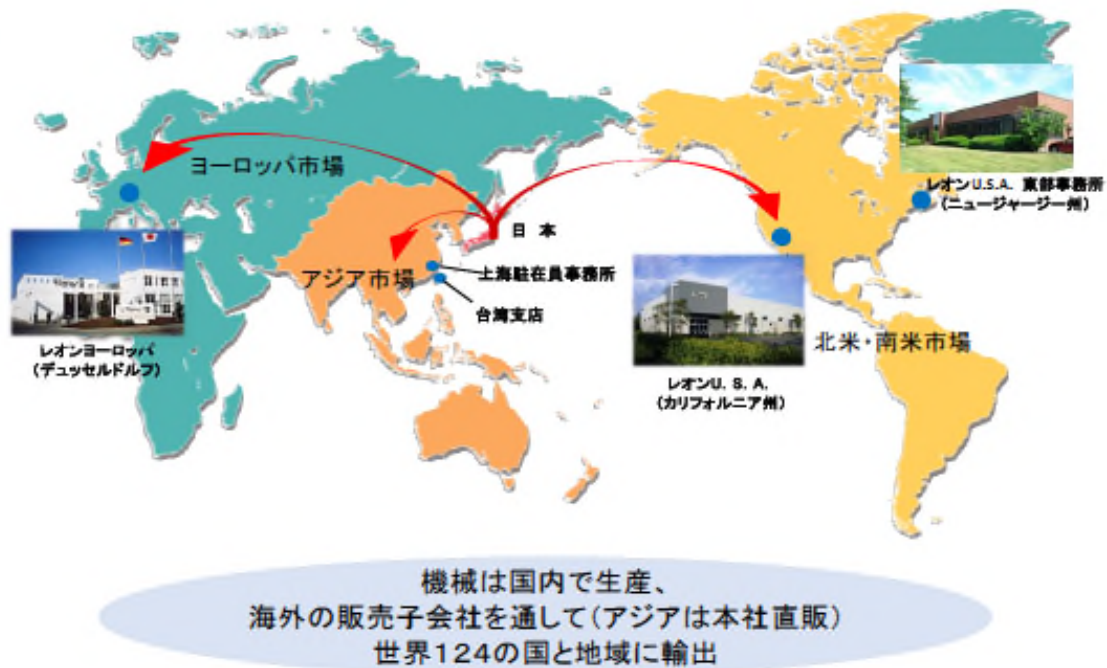 ヨーロッパ市場
日 本
アジア市場
上海駐在員事務所
台湾支店
レオンヨーロッパ
(デュッセルドルフ)
レオンU.S.A. 東部事務所
(ニュージャージー州)
北米・南米市場
レオンU. S. A.
(カリフォルニア州)
機械は国内で生産、
海外の販売子会社を通して(アジアは本社直販)
世界124の国と地域に輸出